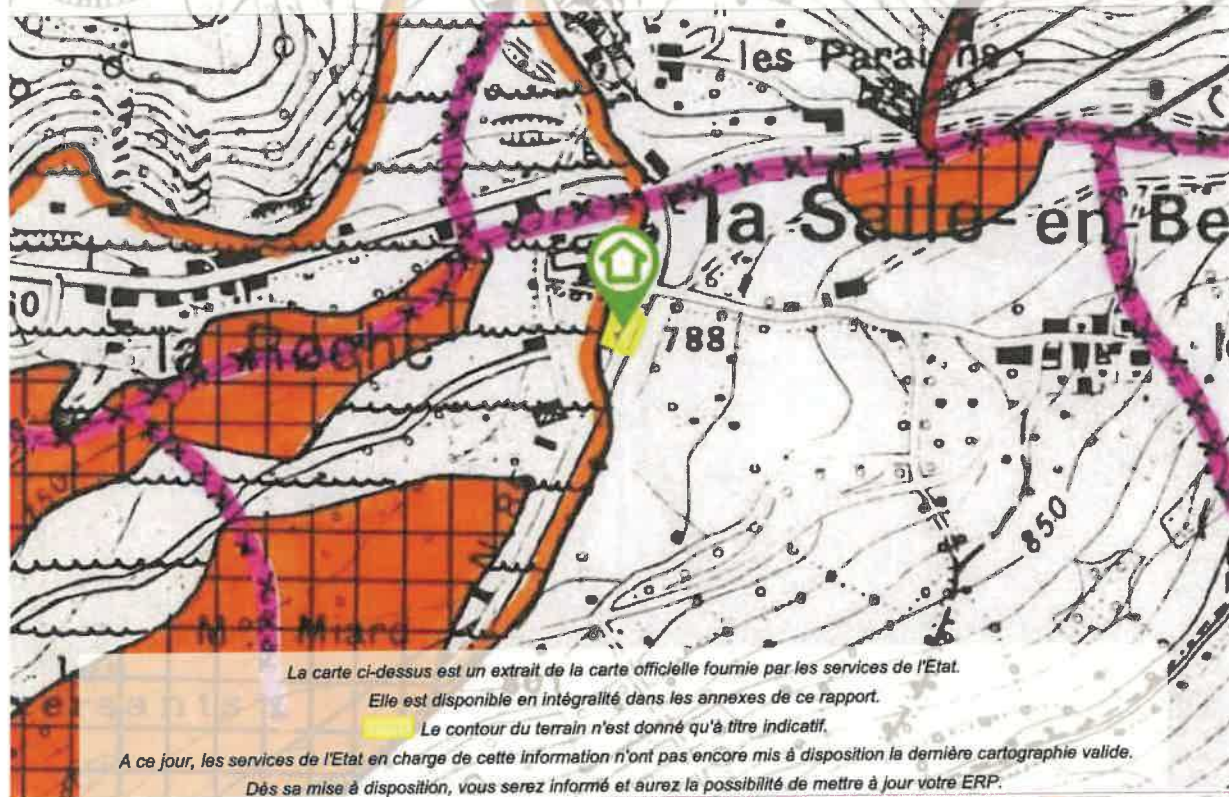 les
la Salle-en-Be
788
la Roche
850
La carte ci-dessus est un extrait de la carte officielle fournie par les services de l'Etat.
Elle est disponible en intégralité dans les annexes de ce rapport.
Le contour du terrain n'est donné qu'à titre indicatif.
A ce jour, les services de l'Etat en charge de cette information n'ont pas encore mis à disposition la dernière cartographie valide.
Dès sa mise à disposition, vous serez informé et aurez la possibilité de mettre à jour votre ERP.